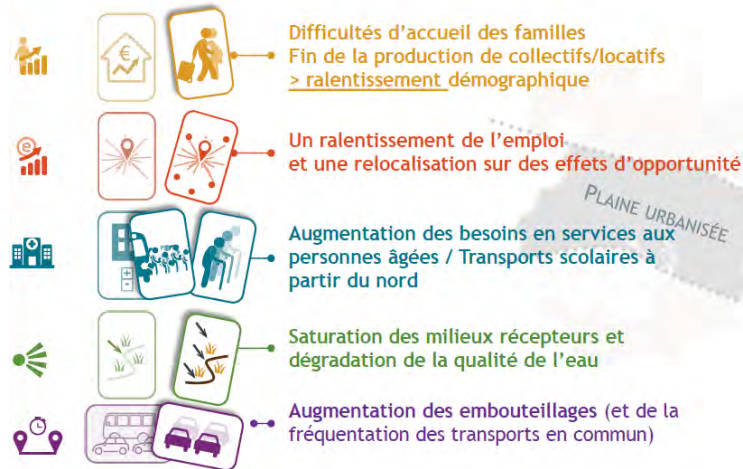 Difficultés d'accueil des familles
Fin de la production de collectifs/locatifs
> ralentissement démographique
Un ralentissement de l'emploi
et une relocalisation sur des effets d'opportunité
PLAINE URBANISÉE
Augmentation des besoins en services aux
personnes âgées / Transports scolaires à
partir du nord
Saturation des milieux récepteurs et
dégradation de la qualité de l'eau
Augmentation des embouteillages (et de la
fréquentation des transports en commun)